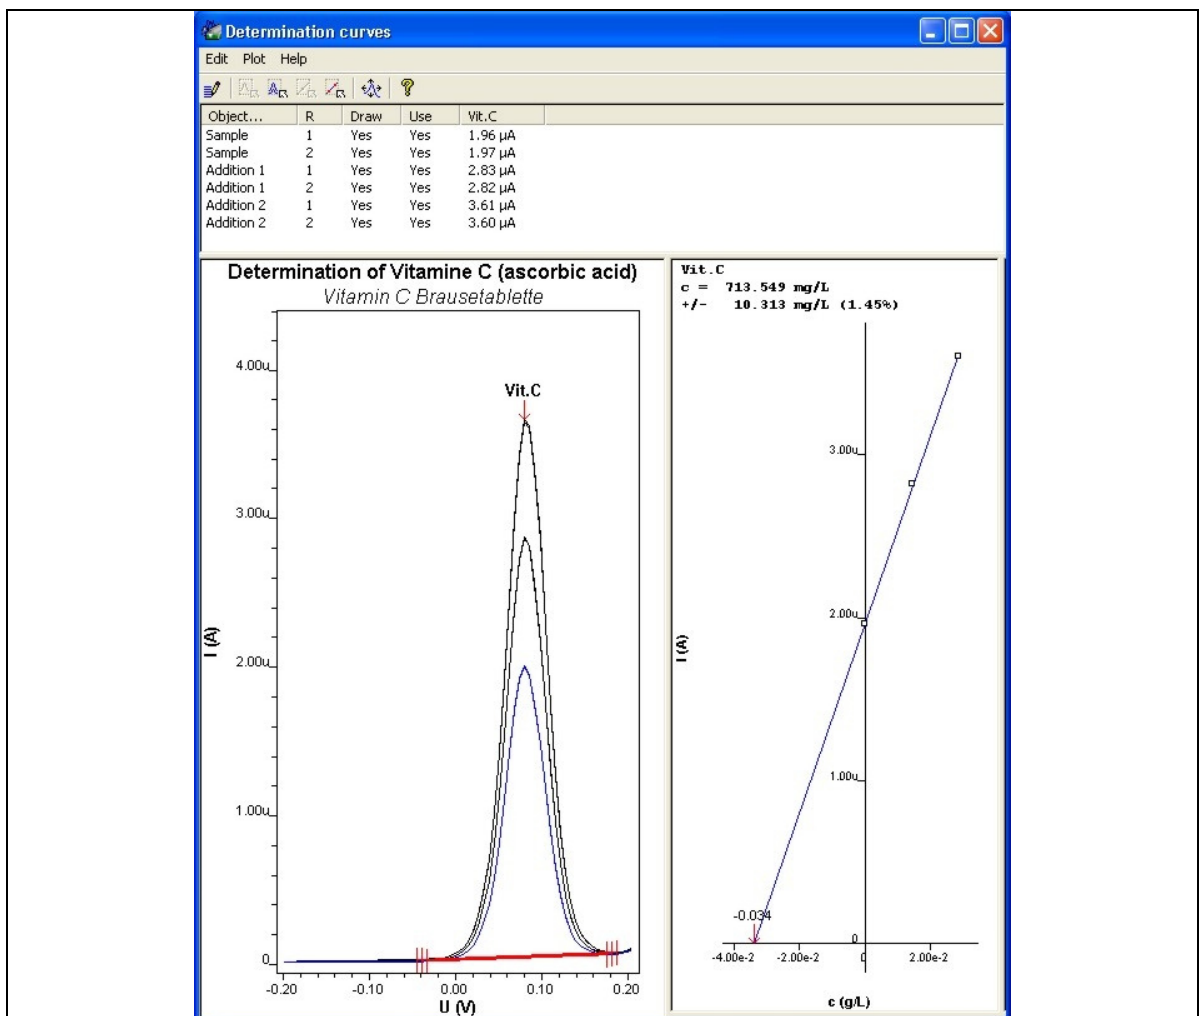 Determination curves
Edit Plot Help
Object... R Draw Use Vit.C
Sample 1 Yes Yes 1.96 µA
Sample 2 Yes Yes 1.97 µA
Addition 1 1 Yes Yes 2.83 µA
Addition 1 2 Yes Yes 2.82 µA
Addition 2 1 Yes Yes 3.61 µA
Addition 2 2 Yes Yes 3.60 µA
Determination of Vitamine C (ascorbic acid)
Vitamin C Brausetablette
4.00u
Vit.C
3.00u
2.00u
I (A)
1.00u
0
-0.20 -0.10 0.00 0.10 0.20
U (V)
Vit.C
c = 713.549 mg/L
+/- 10.313 mg/L (1.45%)
3.00u
2.00u
I (A)
1.00u
-0.034
0
-4.00e-2 -2.00e-2 0 2.00e-2
c (g/L)